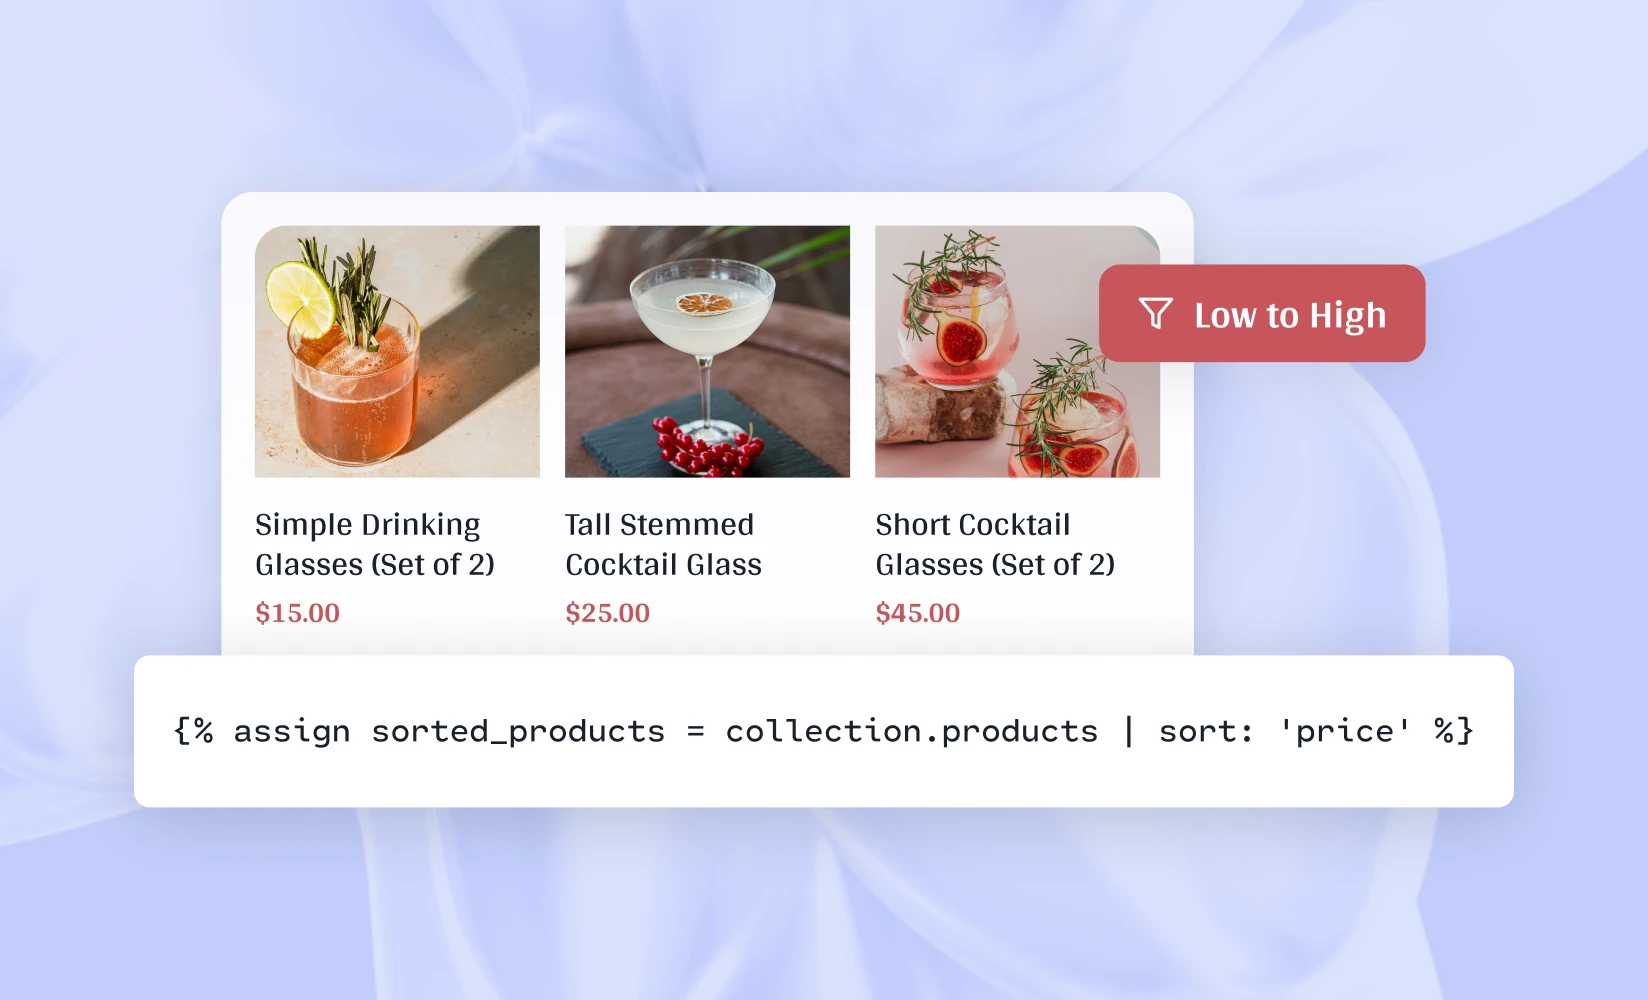 Low to High
Simple Drinking
Glasses (Set of 2)
$15.00
Tall Stemmed
Cocktail Glass
$25.00
Short Cocktail
Glasses (Set of 2)
$45.00
{% assign sorted_products = collection.products | sort: 'price' %}